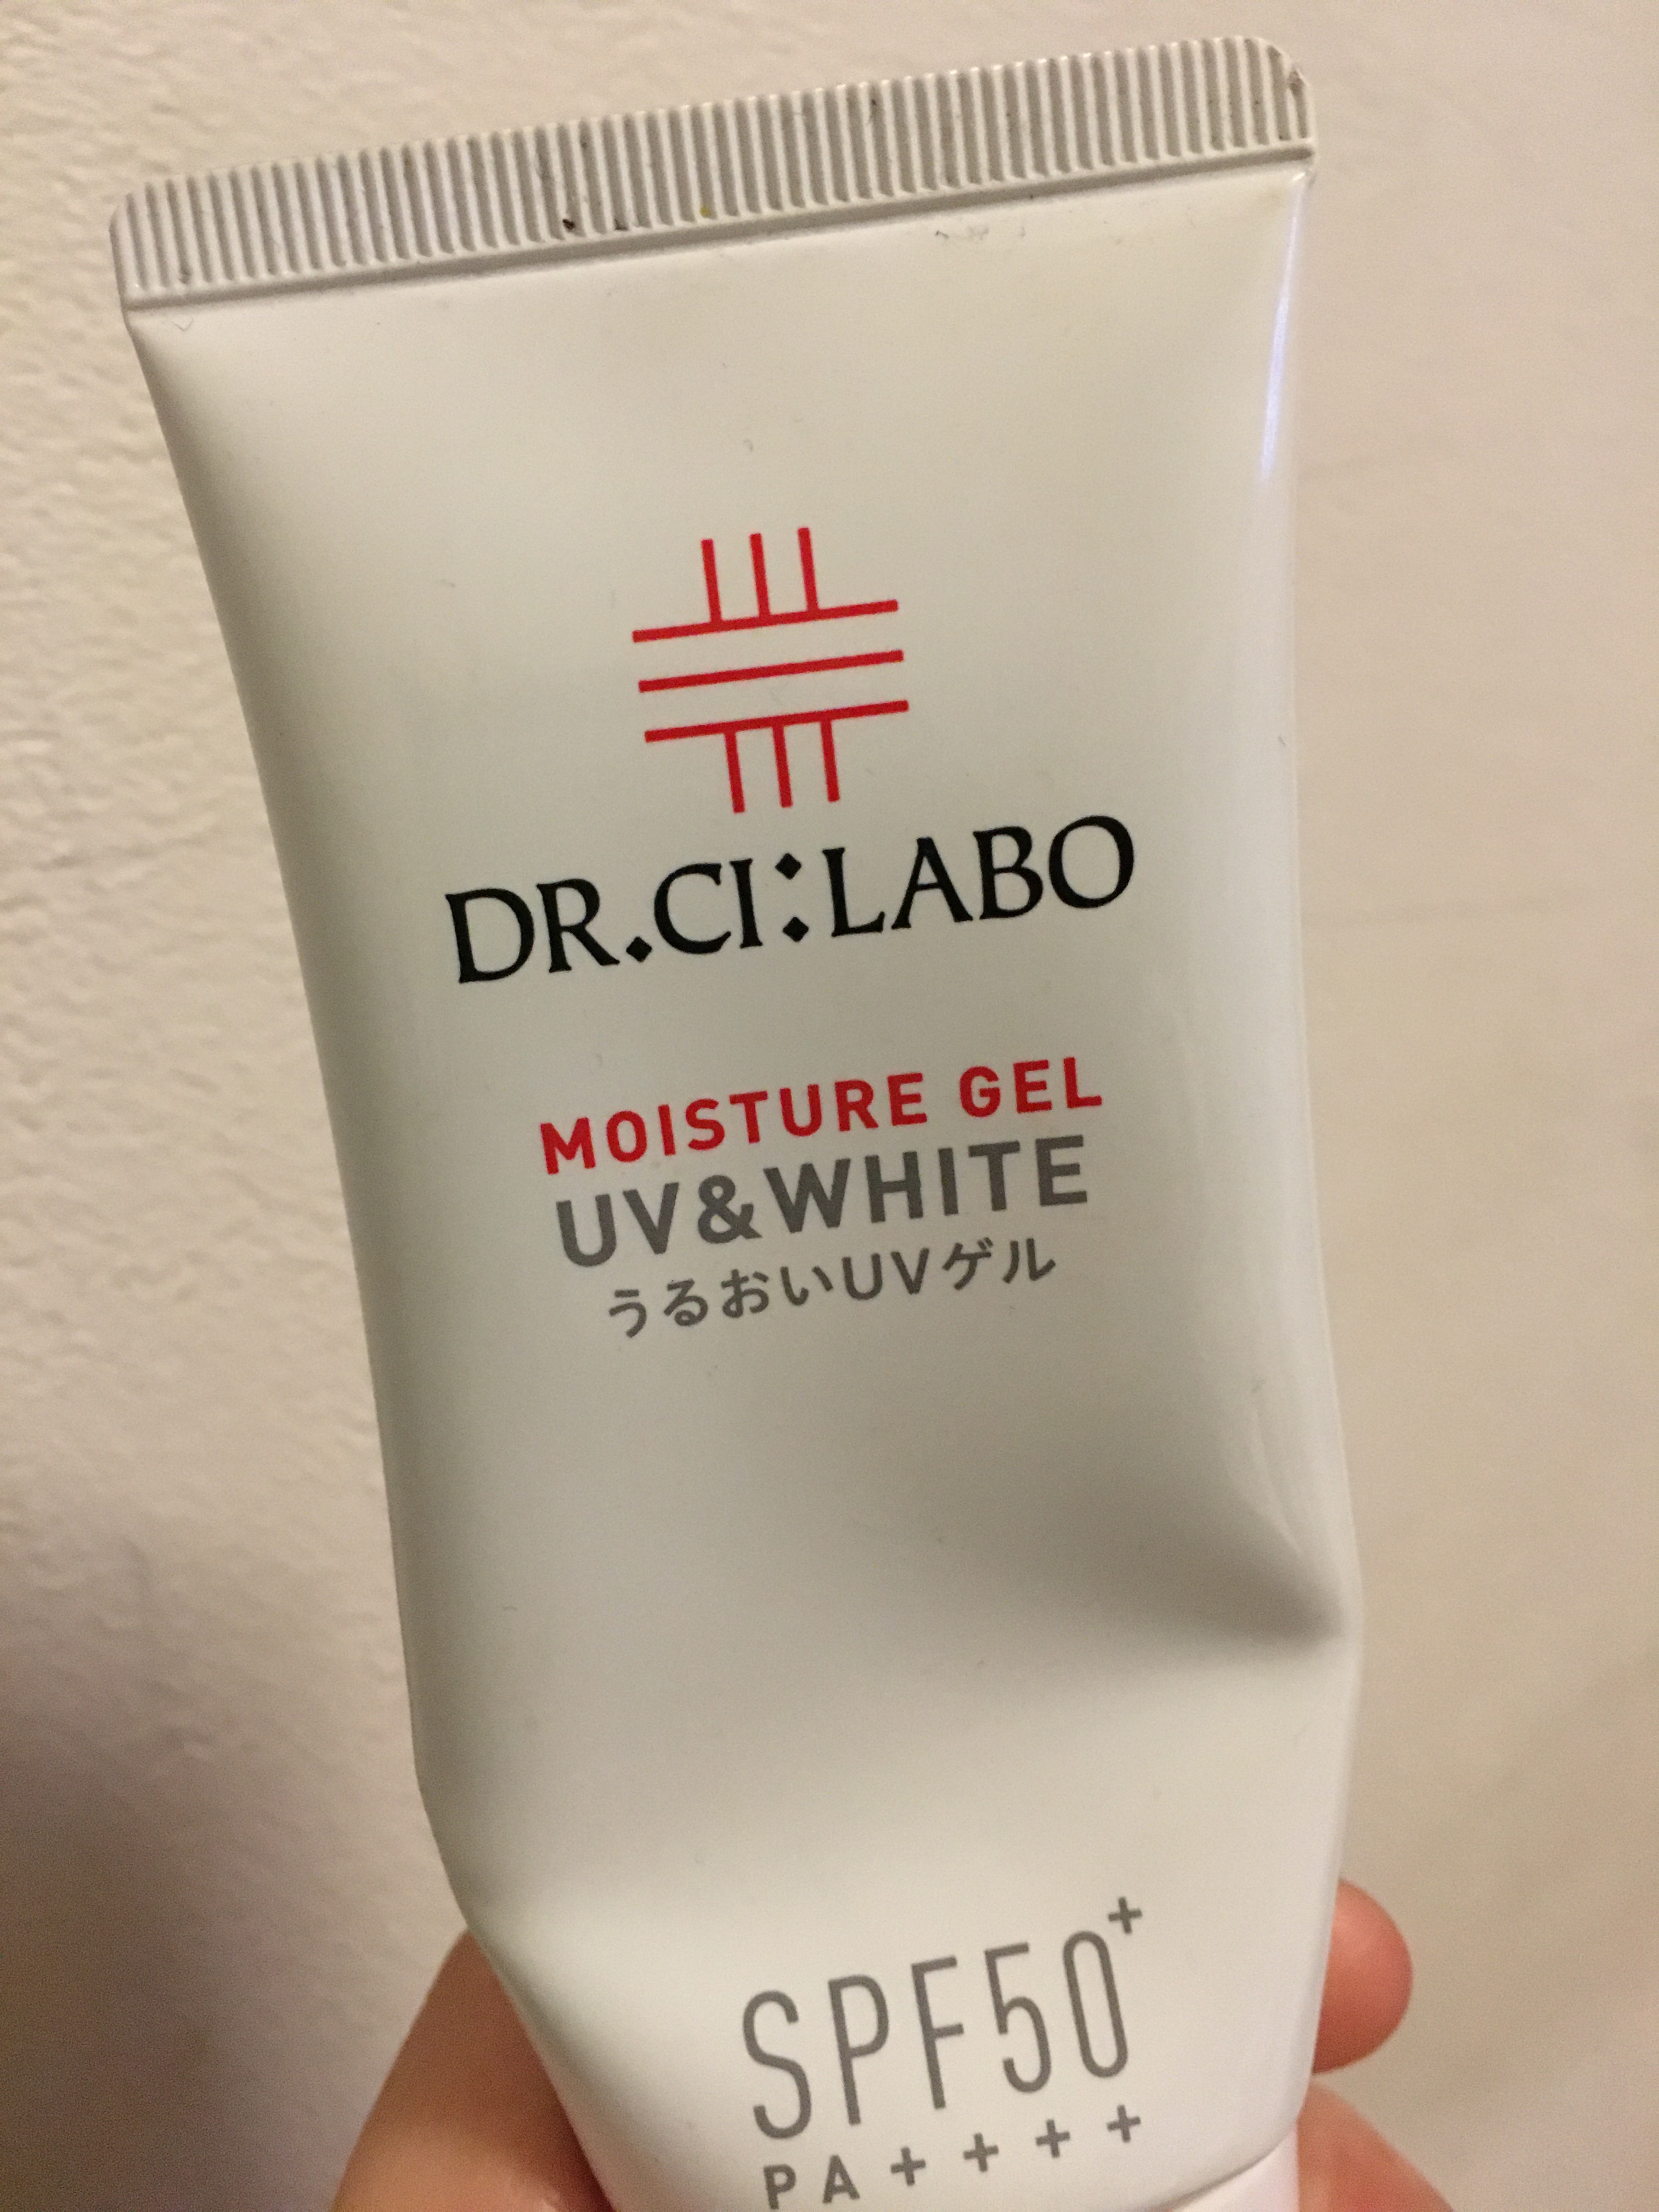 DR.CI:LABO
MOISTURE GEL
UV&WHITE
うるおいUVゲル
SPF50+
PA++++